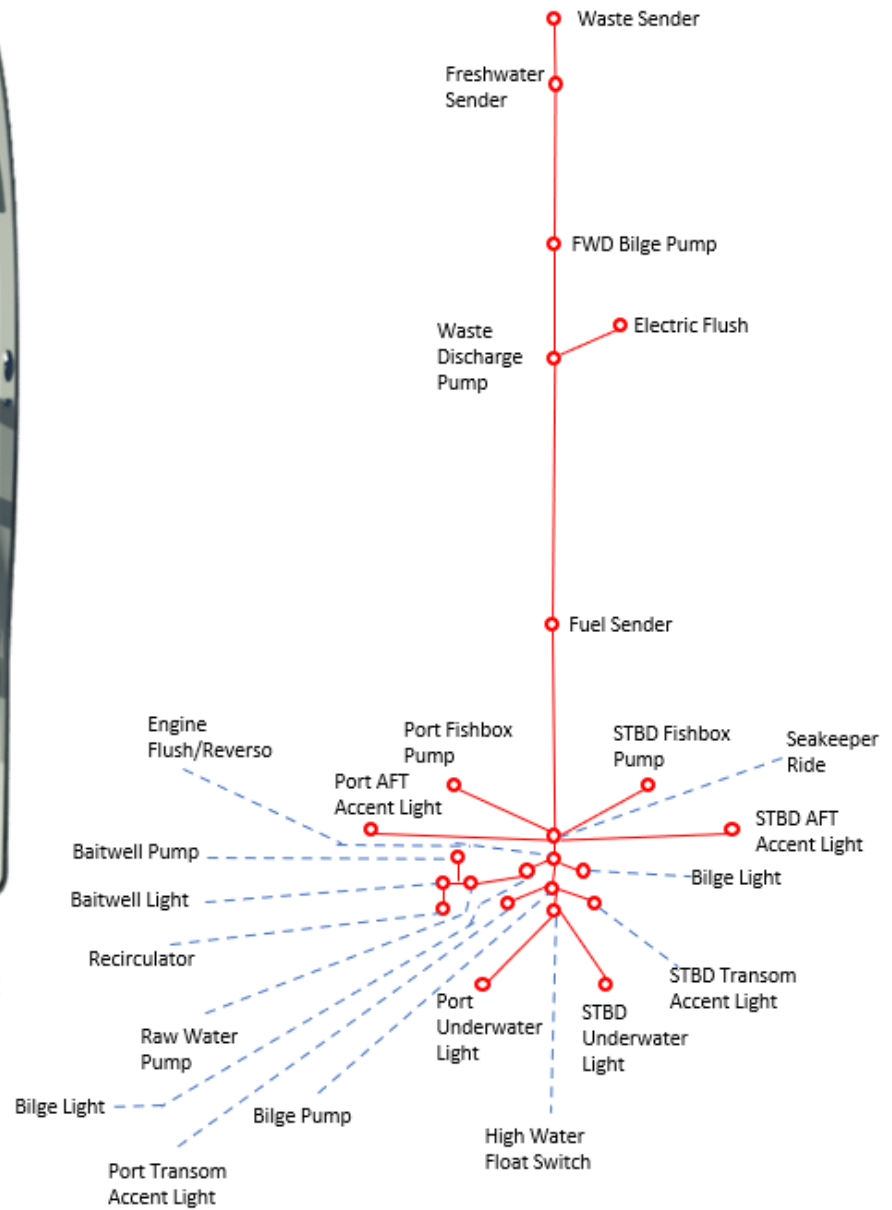 Waste Sender
Freshwater
Sender
FWD Bilge Pump
Electric Flush
Waste
Discharge
Pump
Fuel Sender
Engine
Flush/Reverso
Port Fishbox
Pump
STBD Fishbox
Pump
Seakeeper
Ride
Port AFT
Accent Light
STBD AFT
Accent Light
Baitwell Pump
Bilge Light
Baitwell Light
Recirculator
STBD Transom
Accent Light
Port
Underwater
Light
STBD
Underwater
Light
Raw Water
Pump
Bilge Light
Bilge Pump
High Water
Float Switch
Port Transom
Accent Light